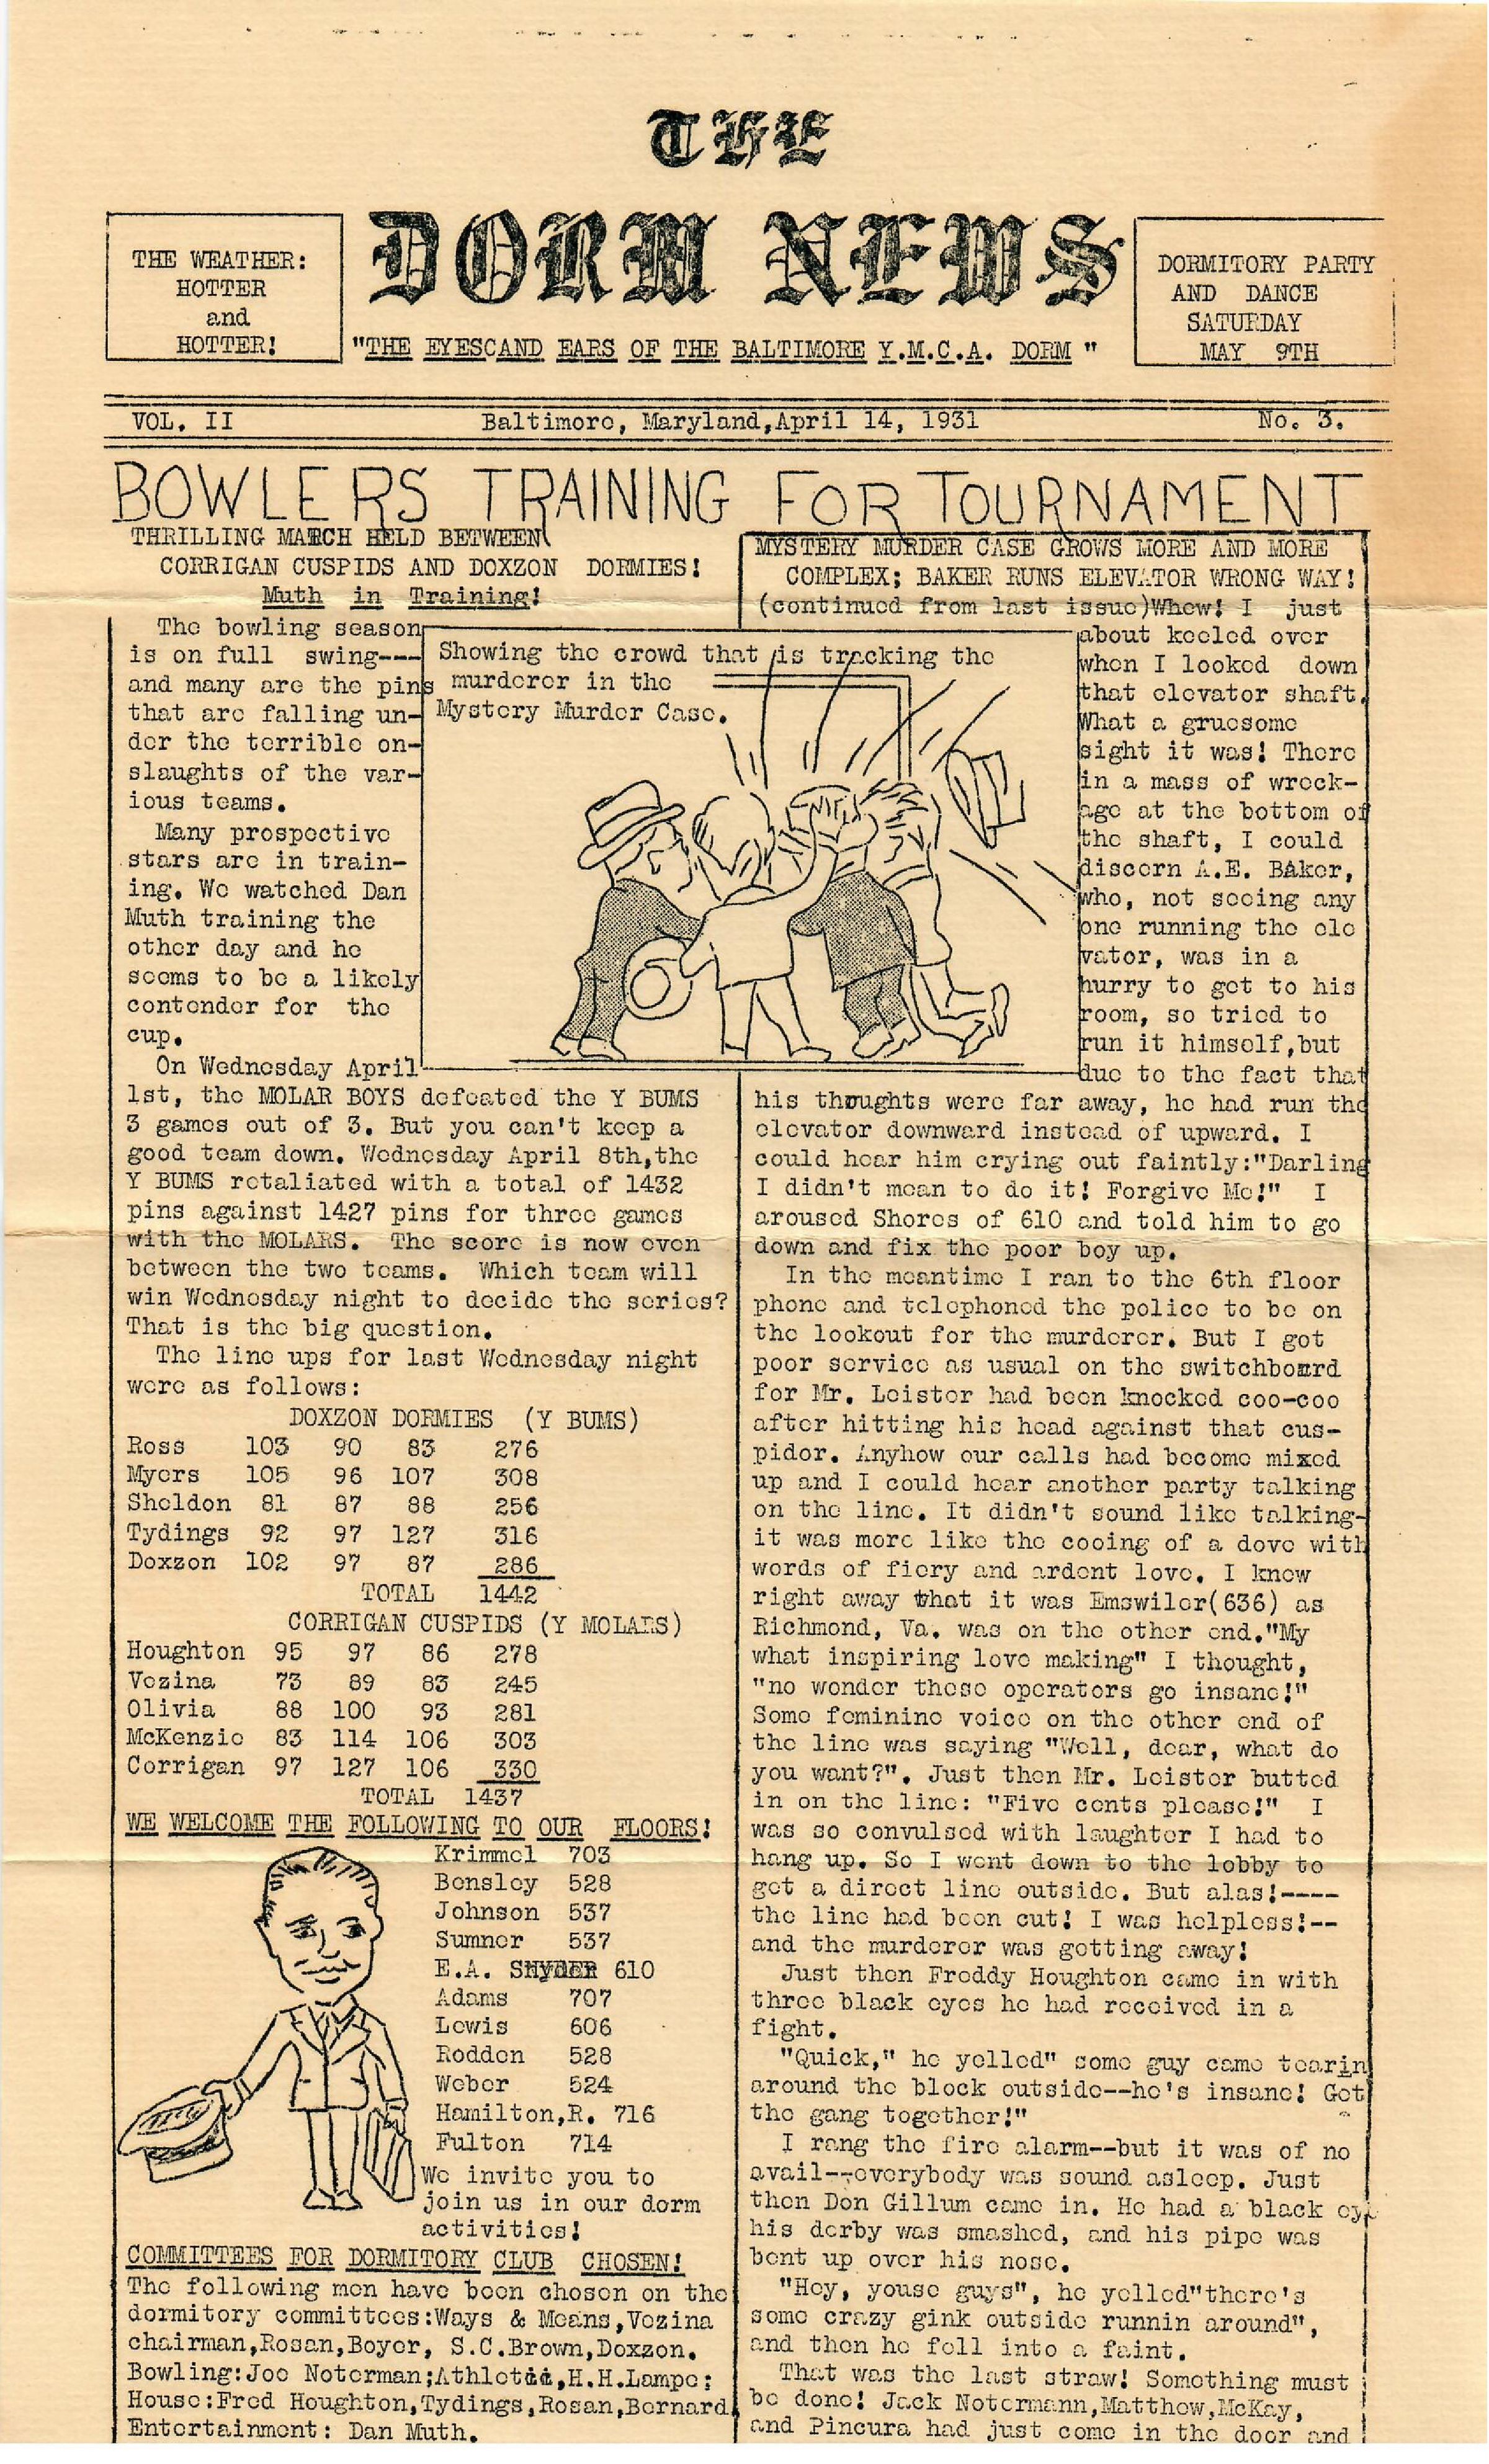 THE
DORM NEWS
THE WEATHER:
HOTTER
and
HOTTER!
"THE EYESCAND EARS OF THE BALTIMORE Y.M.C.A. DORM "
DORMITORY PARTY
AND DANCE
SATURDAY
MAY 9TH
VOL. II Baltimore, Maryland,April 14, 1931 No. 3.
BOWLERS TRAINING FOR TOURNAMENT
THRILLING MATCH HELD BETWEEN
CORRIGAN CUSPIDS AND DOXZON DORMIES!
Muth in Training!
The bowling season
is on full swing---
and many are the pins
that are falling un-
der the terrible on-
slaughts of the var-
ious teams.
Many prospective
stars are in train-
ing. We watched Dan
Muth training the
other day and he
seems to be a likely
contender for the
cup.
On Wednesday April
1st, the MOLAR BOYS defeated the Y BUMS
3 games out of 3. But you can't keep a
good team down. Wednesday April 8th,the
Y BUMS retaliated with a total of 1432
pins against 1427 pins for three games
with the MOLARS. The score is now even
between the two teams. Which team will
win Wednesday night to decide the series?
That is the big question.
The line ups for last Wednesday night
were as follows:
DOXZON DORMIES (Y BUMS)
Ross 103 90 83 276
Myers 105 96 107 308
Sheldon 81 87 88 256
Tydings 92 97 127 316
Doxzon 102 97 87 286
TOTAL 1442
CORRIGAN CUSPIDS (Y MOLARS)
Houghton 95 97 86 278
Vezina 73 89 83 245
Olivia 88 100 93 281
McKenzie 83 114 106 303
Corrigan 97 127 106 330
TOTAL 1437
WE WELCOME THE FOLLOWING TO OUR FLOORS!
Krimmel 703
Bensley 528
Johnson 537
Sumner 537
E.A. SNYDER 610
Adams 707
Lewis 606
Rodden 528
Weber 524
Hamilton,R. 716
Fulton 714
We invite you to
join us in our dorm
activities!
COMMITTEES FOR DORMITORY CLUB CHOSEN!
The following men have been chosen on the
dormitory committees:Ways & Means,Vezina
chairman,Rosan,Boyer, S.C.Brown,Doxzon.
Bowling:Joe Noterman;Athletii,H.H.Lampe;
House:Fred Houghton,Tydings,Rosan,Bernard
Entertainment: Dan Muth.
Showing the crowd that is tracking the
murderer in the
Mystery Murder Case.
MYSTERY MURDER CASE GROWS MORE AND MORE
COMPLEX; BAKER RUNS ELEVATOR WRONG WAY!
(continued from last issue)Whew! I just
about keeled over
when I looked down
that elevator shaft.
What a gruesome
sight it was! There
in a mass of wreck-
age at the bottom of
the shaft, I could
discern A.E. Baker,
who, not seeing any
one running the ele
vator, was in a
hurry to get to his
room, so tried to
run it himself,but
due to the fact that
his thoughts were far away, he had run the
elevator downward instead of upward. I
could hear him crying out faintly:"Darling
I didn't mean to do it! Forgive Me!" I
aroused Shores of 610 and told him to go
down and fix the poor boy up.
In the meantime I ran to the 6th floor
phone and telephoned the police to be on
the lookout for the murderer. But I got
poor service as usual on the switchboard
for Mr. Leister had been knocked coo-coo
after hitting his head against that cus-
pidor. Anyhow our calls had become mixed
up and I could hear another party talking
on the line. It didn't sound like talking-
it was more like the cooing of a dove with
words of fiery and ardent love. I knew
right away that it was Emswiler(636) as
Richmond, Va. was on the other end."My
what inspiring love making" I thought,
"no wonder these operators go insane!"
Some feminine voice on the other end of
the line was saying "Well, dear, what do
you want?". Just then Mr. Leister butted
in on the line: "Five cents please!" I
was so convulsed with laughter I had to
hang up. So I went down to the lobby to
get a direct line outside. But alas!----
the line had been cut! I was helpless!--
and the murderer was getting away!
Just then Freddy Houghton came in with
three black eyes he had received in a
fight.
"Quick," he yelled" some guy came tearin
around the block outside--he's insane! Get
the gang together!"
I rang the fire alarm--but it was of no
avail--everybody was sound asleep. Just
then Don Gillum came in. He had a black eye
his derby was smashed, and his pipe was
bent up over his nose.
"Hey, youse guys", he yelled"there's
some crazy gink outside runnin around",
and then he fell into a faint.
That was the last straw! Something must
be done! Jack Notermann,Matthew,McKay,
and Pincura had just come in the door and